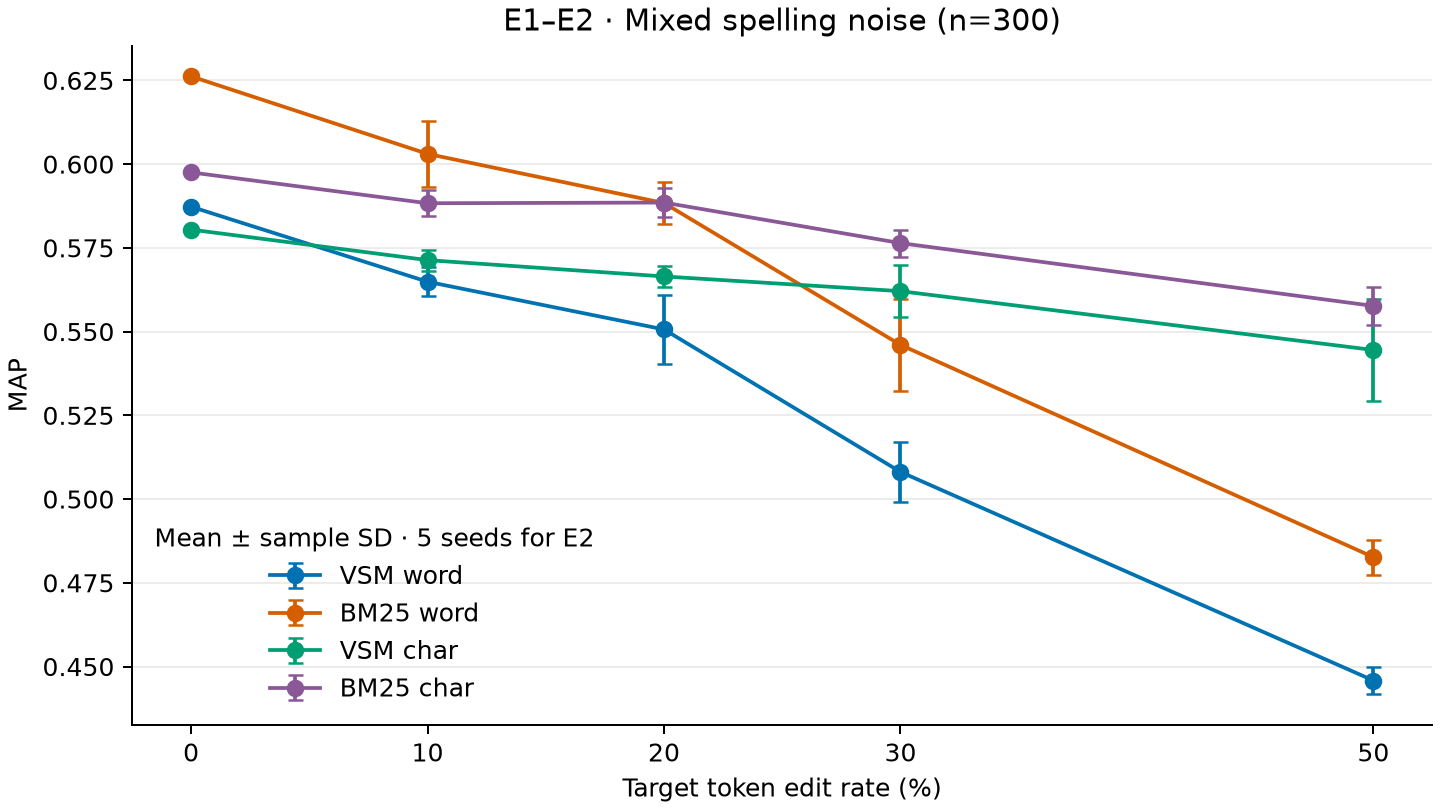 E1–E2 · Mixed spelling noise (n=300)
MAP
0.625
0.600
0.575
0.550
0.525
0.500
0.475
0.450
Mean ± sample SD · 5 seeds for E2
VSM word
BM25 word
VSM char
BM25 char
0 10 20 30 50
Target token edit rate (%)